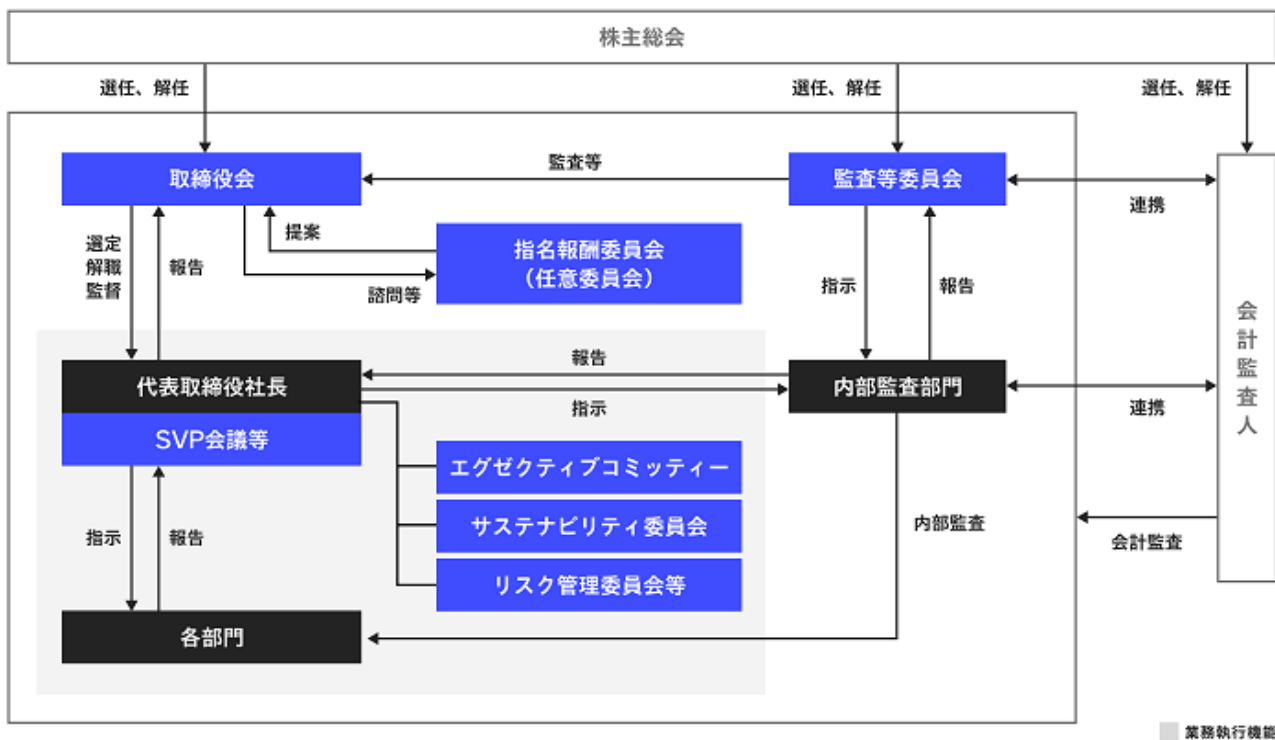 株主総会
選任、解任
選任、解任
選任、解任
取締役会
監査等
監査等委員会
連携
選定
解職
監督
報告
提案
諮問等
指名報酬委員会
（任意委員会）
指示
報告
会計監査人
代表取締役社長
報告
指示
内部監査部門
連携
SVP会議等
エグゼクティブコミッティー
サステナビリティ委員会
リスク管理委員会等
指示
報告
内部監査
会計監査
各部門
業務執行機能